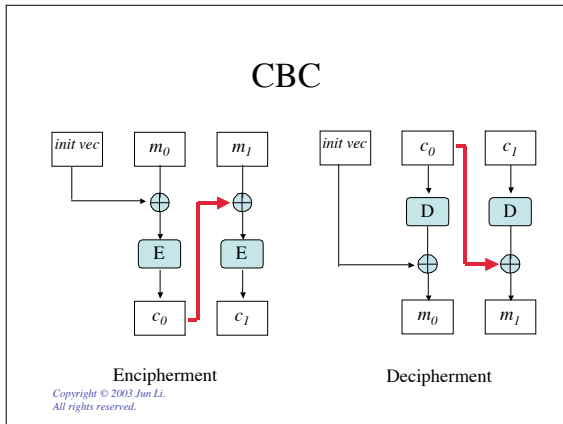 CBC
init vec m0 m1
E E
c0 c1
Encipherment
init vec c0 c1
D D
m0 m1
Decipherment
Copyright © 2003 Jun Li.
All rights reserved.